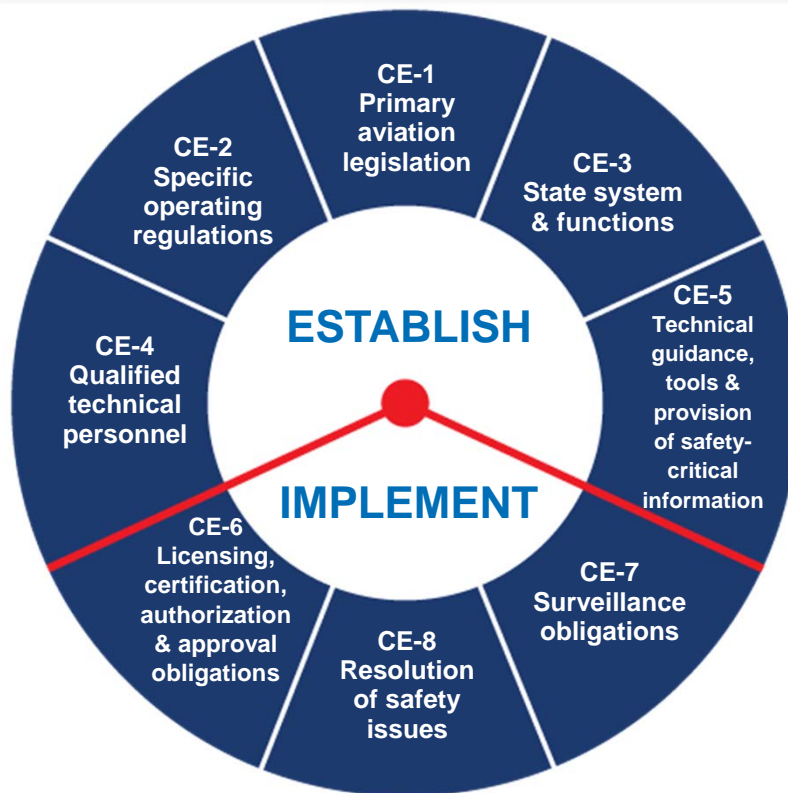 CE-1
Primary
aviation
legislation
CE-2
Specific
operating
regulations
CE-3
State system
& functions
CE-4
Qualified
technical
personnel
CE-5
Technical
guidance,
tools &
provision
of safety-
critical
information
ESTABLISH
IMPLEMENT
CE-6
Licensing,
certification,
authorization
& approval
obligations
CE-7
Surveillance
obligations
CE-8
Resolution
of safety
issues